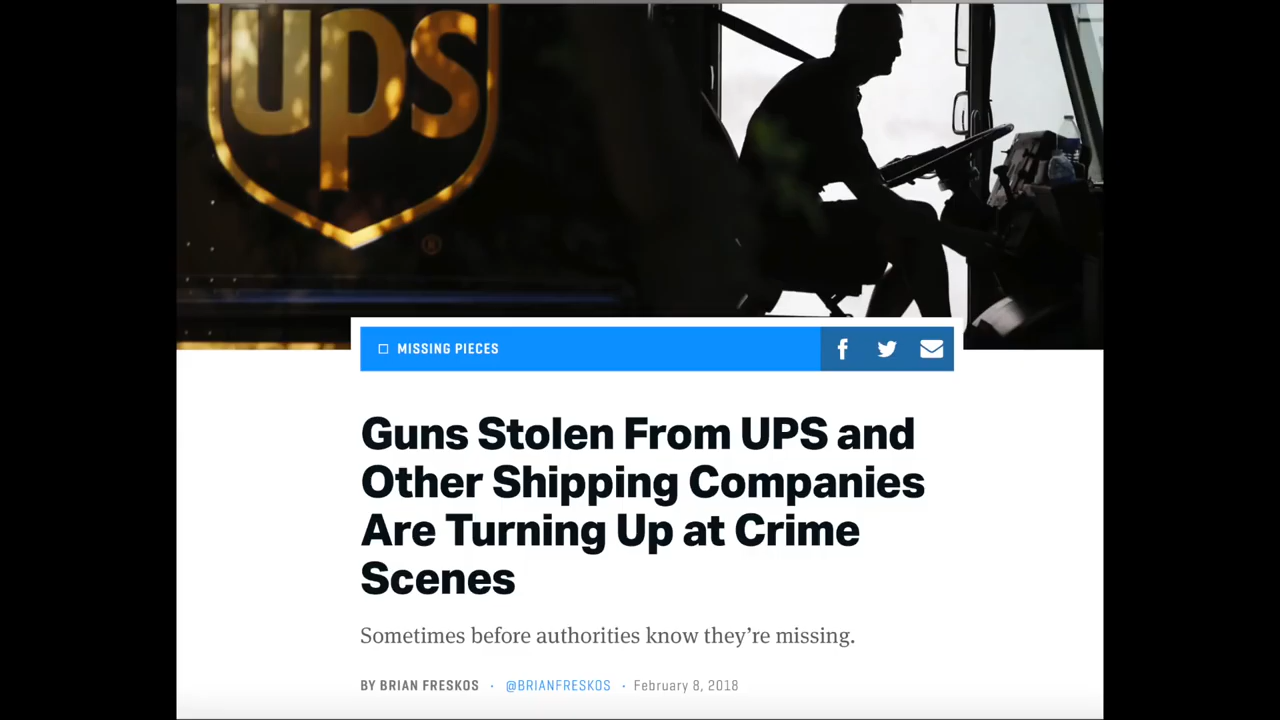 ups
MISSING PIECES
Guns Stolen From UPS and
Other Shipping Companies
Are Turning Up at Crime
Scenes
Sometimes before authorities know they’re missing.
BY BRIAN FRESKOS · @BRIANFRESKOS · February 8, 2018